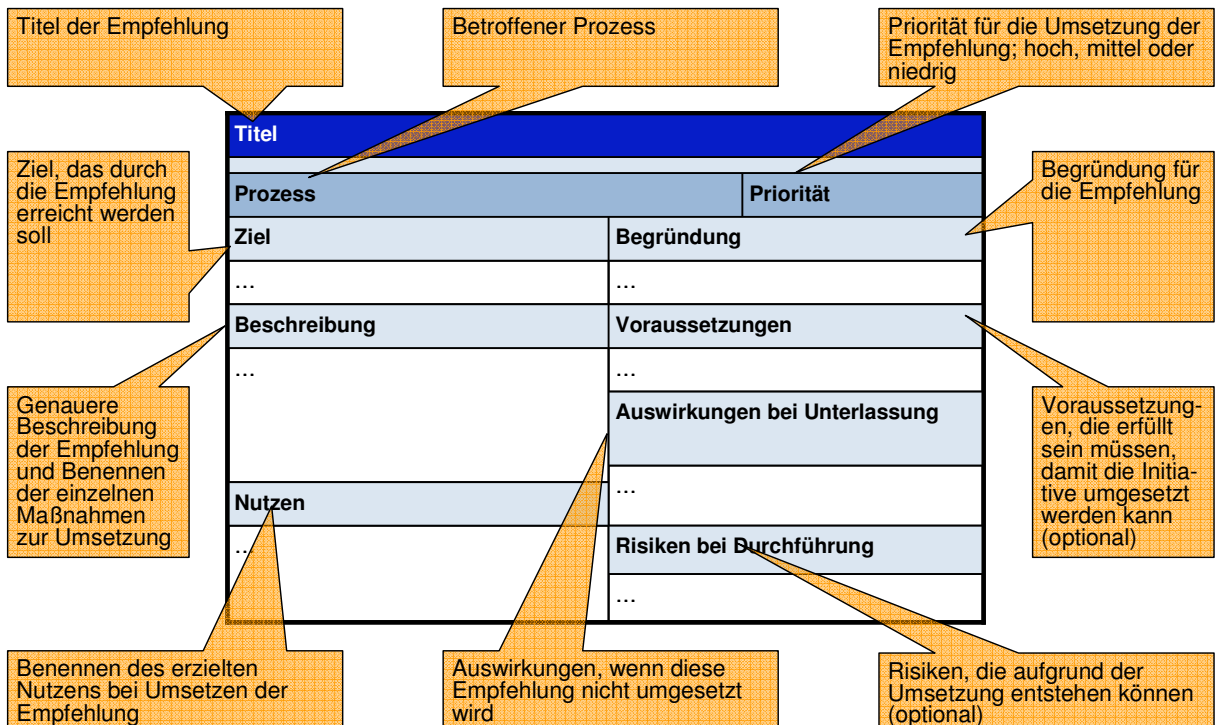 Titel der Empfehlung
Betroffener Prozess
Priorität für die Umsetzung der
Empfehlung; hoch, mittel oder
niedrig
Titel
Ziel, das durch
die Empfehlung
erreicht werden
soll
Prozess
Priorität
Begründung für
die Empfehlung
Ziel
Begründung
...
...
Beschreibung
Voraussetzungen
...
...
Genauere
Beschreibung
der Empfehlung
und Benennen
der einzelnen
Maßnahmen
zur Umsetzung
Auswirkungen bei Unterlassung
Voraussetzung-
en, die erfüllt
sein müssen,
damit die Initia-
tive umgesetzt
werden kann
(optional)
...
Nutzen
...
Risiken bei Durchführung
...
Benennen des erzielten
Nutzens bei Umsetzen der
Empfehlung
Auswirkungen, wenn diese
Empfehlung nicht umgesetzt
wird
Risiken, die aufgrund der
Umsetzung entstehen können
(optional)